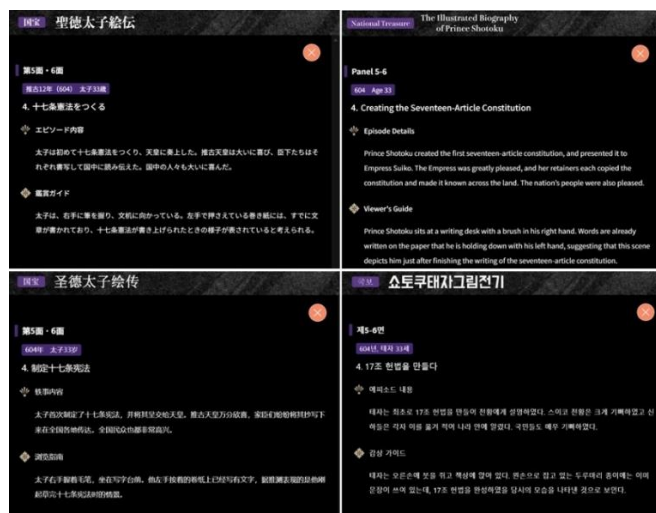 国宝 聖徳太子絵伝
第5面・6面
推古12年（604） 太子33歳
4. 十七条憲法をつくる
エピソード内容
太子は初めて十七条憲法をつくり、天皇に奏上した。推古天皇は大いに喜び、臣下たちはそ
れぞれ書写して国中に読み伝えた。国中の人々も大いに喜んだ。
鑑賞ガイド
太子は、右手に筆を握り、文机に向かっている。左手で押さえている巻き紙には、すでに文
章が書かれており、十七条憲法が書き上げられたときの様子が表されていると考えられる。
National Treasure
The Illustrated Biography
of Prince Shotoku
Panel 5-6
604 Age 33
4. Creating the Seventeen-Article Constitution
Episode Details
Prince Shotoku created the first seventeen-article constitution, and presented it to
Empress Suiko. The Empress was greatly pleased, and her retainers each copied the
constitution and made it known across the land. The nation's people were also pleased.
Viewer's Guide
Prince Shotoku sits at a writing desk with a brush in his right hand. Words are already
written on the paper that he is holding down with his left hand, suggesting that this scene
depicts him just after finishing the writing of the seventeen-article constitution.
国宝 圣德太子绘传
第5面・6面
604年 太子33岁
4. 制定十七条宪法
轶事内容
太子首次制定了十七条宪法，并将其呈交给天皇。推古天皇万分欣喜，家臣们纷纷将其抄写下
来在全国各地传达。全国民众也都非常高兴。
浏览指南
太子右手握着毛笔，坐在写字台前。他左手按着的卷纸上已经写有文字，据推测表现的是他刚
起草完十七条宪法时的情景。
국보 쇼토쿠태자그림전기
제5-6면
604년, 태자 33세
4. 17조 헌법을 만들다
에피소드 내용
태자는 최초로 17조 헌법을 만들어 천황에게 설명하였다. 스이코 천황은 크게 기뻐하였고 신
하들은 각자 이를 옮겨 적어 나라 안에 알렸다. 국민들도 매우 기뻐하였다.
감상 가이드
태자는 오른손에 붓을 쥐고 책상에 앉아 있다. 왼손으로 잡고 있는 두루마리 종이에는 이미
문장이 쓰여 있는데, 17조 헌법을 완성하였을 당시의 모습을 나타낸 것으로 보인다.